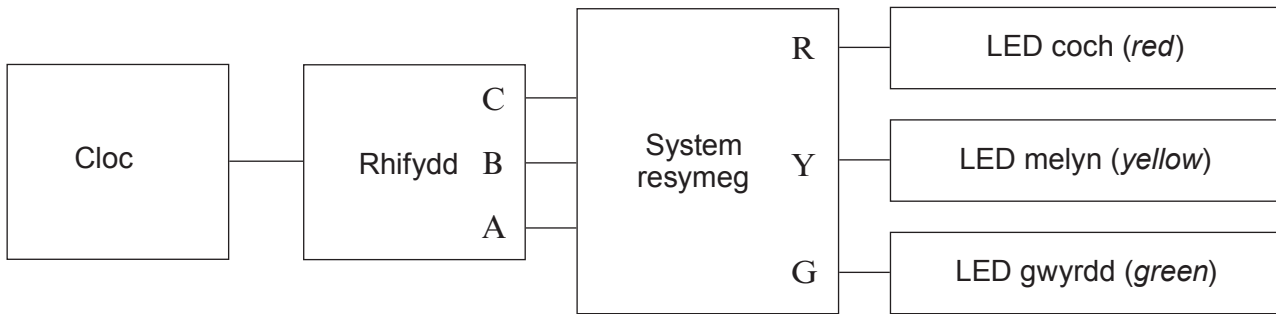 Cloc
Rhifydd
C
B
A
System
resymeg
R
Y
G
LED coch (red)
LED melyn (yellow)
LED gwyrdd (green)